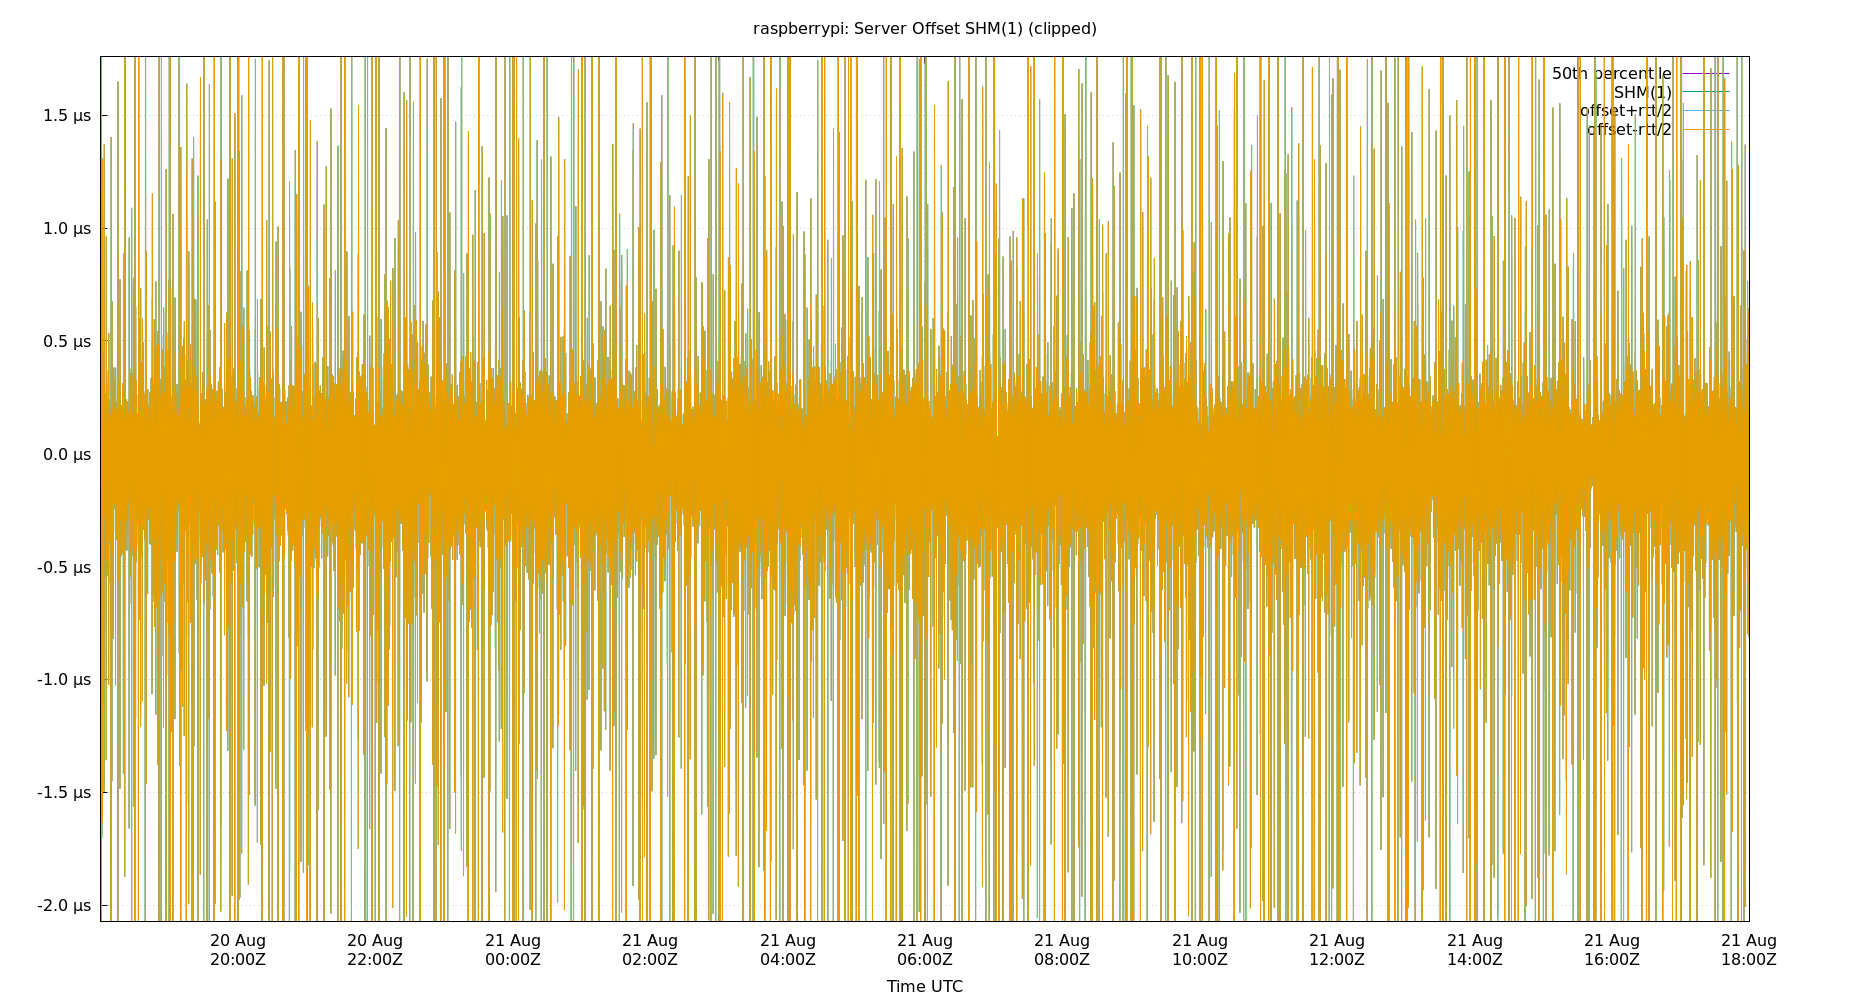 raspberrypi: Server Offset SHM(1) (clipped)
50th percentile
SHM(1)
offset+rtt/2
offset-rtt/2
1.5 µs
1.0 µs
0.5 µs
0.0 µs
-0.5 µs
-1.0 µs
-1.5 µs
-2.0 µs
20 Aug 20 Aug 21 Aug 21 Aug 21 Aug 21 Aug 21 Aug 21 Aug 21 Aug 21 Aug 21 Aug 21 Aug
20:00Z 22:00Z 00:00Z 02:00Z 04:00Z 06:00Z 08:00Z 10:00Z 12:00Z 14:00Z 16:00Z 18:00Z
Time UTC